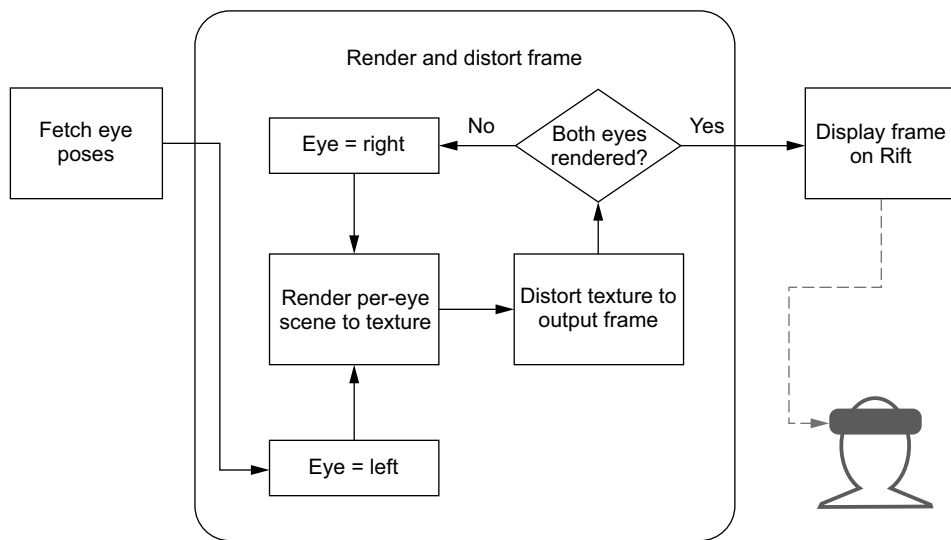 Render and distort frame
Fetch eye
poses
Eye = right
No
Both eyes
rendered?
Yes
Display frame
on Rift
Render per-eye
scene to texture
Distort texture to
output frame
Eye = left